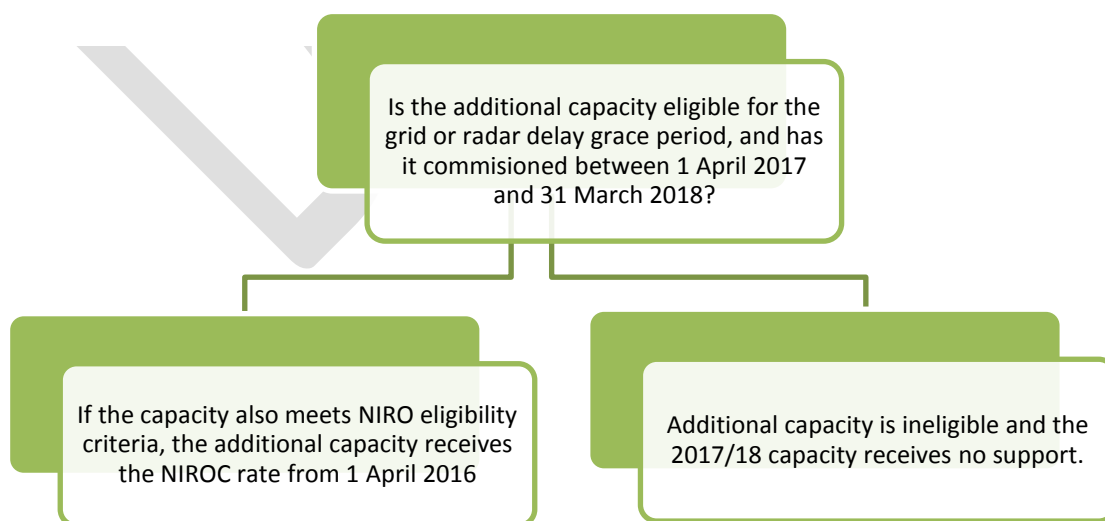 Is the additional capacity eligible for the
grid or radar delay grace period, and has
it commisioned between 1 April 2017
and 31 March 2018?
If the capacity also meets NIRO eligibility
criteria, the additional capacity receives
the NIROC rate from 1 April 2016
Additional capacity is ineligible and the
2017/18 capacity receives no support.